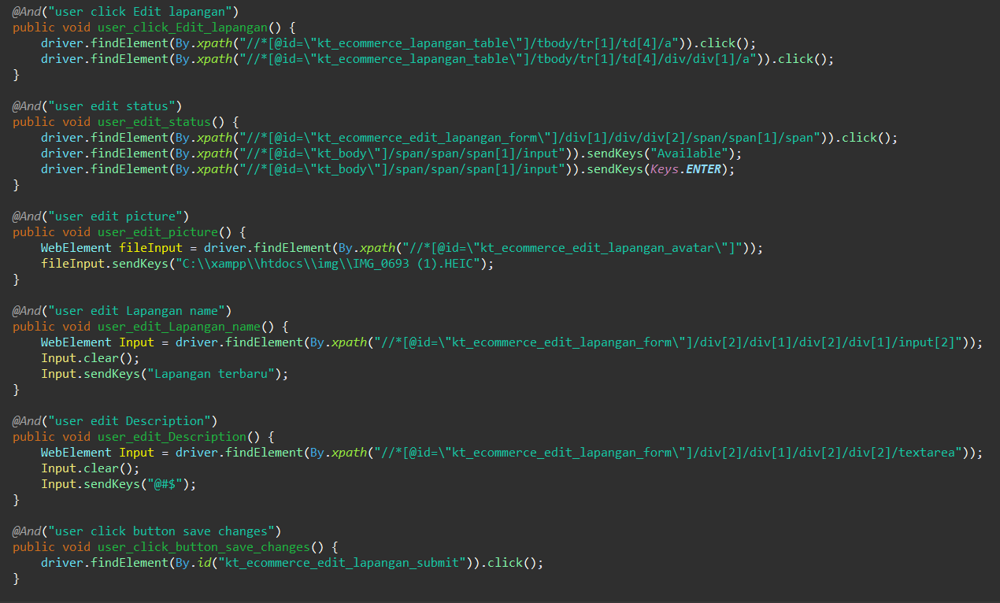 @And("user click Edit lapangan")
public void user_click_Edit_lapangan() {
    driver.findElement(By.xpath("//*[@id=\"kt_ecommerce_lapangan_table\"]/tbody/tr[1]/td[4]/a")).click();
    driver.findElement(By.xpath("//*[@id=\"kt_ecommerce_lapangan_table\"]/tbody/tr[1]/td[4]/div/div[1]/a")).click();
}

@And("user edit status")
public void user_edit_status() {
    driver.findElement(By.xpath("//*[@id=\"kt_ecommerce_edit_lapangan_form\"]/div[1]/div/div[2]/span/span[1]/span")).click();
    driver.findElement(By.xpath("//*[@id=\"kt_body\"]/span/span/span[1]/input")).sendKeys("Available");
    driver.findElement(By.xpath("//*[@id=\"kt_body\"]/span/span/span[1]/input")).sendKeys(Keys.ENTER);
}

@And("user edit picture")
public void user_edit_picture() {
    WebElement fileInput = driver.findElement(By.xpath("//*[@id=\"kt_ecommerce_edit_lapangan_avatar\"]"));
    fileInput.sendKeys("C:\\xampp\\htdocs\\img\\IMG_0693 (1).HEIC");
}

@And("user edit Lapangan name")
public void user_edit_Lapangan_name() {
    WebElement Input = driver.findElement(By.xpath("//*[@id=\"kt_ecommerce_edit_lapangan_form\"]/div[2]/div[1]/div[2]/div[1]/input[2]"));
    Input.clear();
    Input.sendKeys("Lapangan terbaru");
}

@And("user edit Description")
public void user_edit_Description() {
    WebElement Input = driver.findElement(By.xpath("//*[@id=\"kt_ecommerce_edit_lapangan_form\"]/div[2]/div[1]/div[2]/div[2]/textarea"));
    Input.clear();
    Input.sendKeys("@#$");
}

@And("user click button save changes")
public void user_click_button_save_changes() {
    driver.findElement(By.id("kt_ecommerce_edit_lapangan_submit")).click();
}